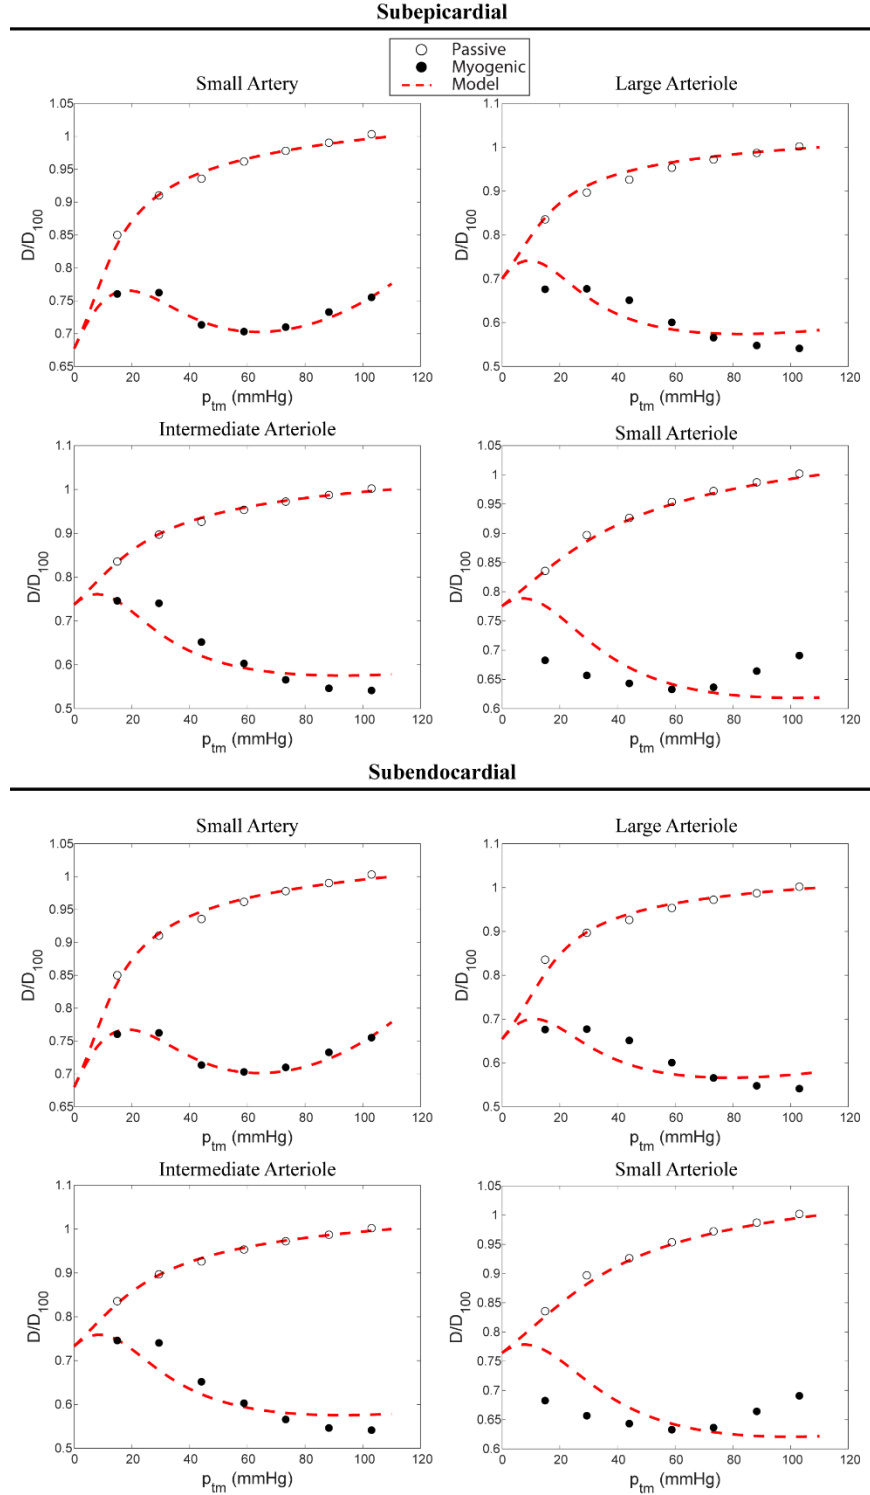 Subepicardial
Passive
Myogenic
Model
Small Artery
Large Arteriole
1.05
1
0.95
0.9
0.85
0.8
0.75
0.7
0.65
D/D100
0 20 40 60 80 100 120
ptm (mmHg)
1.1
1
0.9
0.8
0.7
0.6
0.5
D/D100
0 20 40 60 80 100 120
ptm (mmHg)
Intermediate Arteriole
Small Arteriole
1.1
1
0.9
0.8
0.7
0.6
0.5
D/D100
0 20 40 60 80 100 120
ptm (mmHg)
1.05
1
0.95
0.9
0.85
0.8
0.75
0.7
0.65
0.6
D/D100
0 20 40 60 80 100 120
ptm (mmHg)
Subendocardial
Small Artery
Large Arteriole
1.05
1
0.95
0.9
0.85
0.8
0.75
0.7
0.65
D/D100
0 20 40 60 80 100 120
ptm (mmHg)
1.1
1
0.9
0.8
0.7
0.6
0.5
D/D100
0 20 40 60 80 100 120
ptm (mmHg)
Intermediate Arteriole
Small Arteriole
1.1
1
0.9
0.8
0.7
0.6
0.5
D/D100
0 20 40 60 80 100 120
ptm (mmHg)
1.05
1
0.95
0.9
0.85
0.8
0.75
0.7
0.65
0.6
D/D100
0 20 40 60 80 100 120
ptm (mmHg)